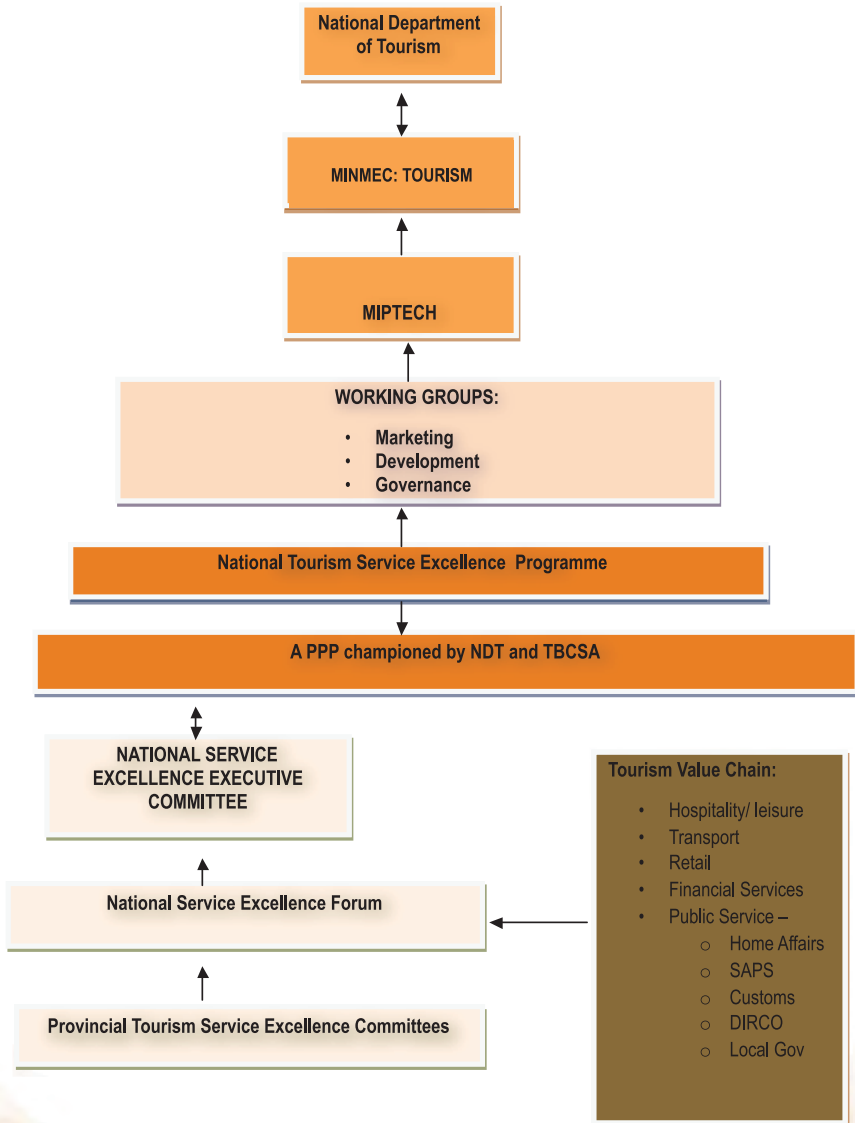 National Department
of Tourism
MINMEC: TOURISM
MIPTECH
WORKING GROUPS:
• Marketing
• Development
• Governance
National Tourism Service Excellence Programme
A PPP championed by NDT and TBCSA
NATIONAL SERVICE
EXCELLENCE EXECUTIVE
COMMITTEE
National Service Excellence Forum
Provincial Tourism Service Excellence Committees
Tourism Value Chain:
• Hospitality/ leisure
• Transport
• Retail
• Financial Services
• Public Service –
o Home Affairs
o SAPS
o Customs
o DIRCO
o Local Gov